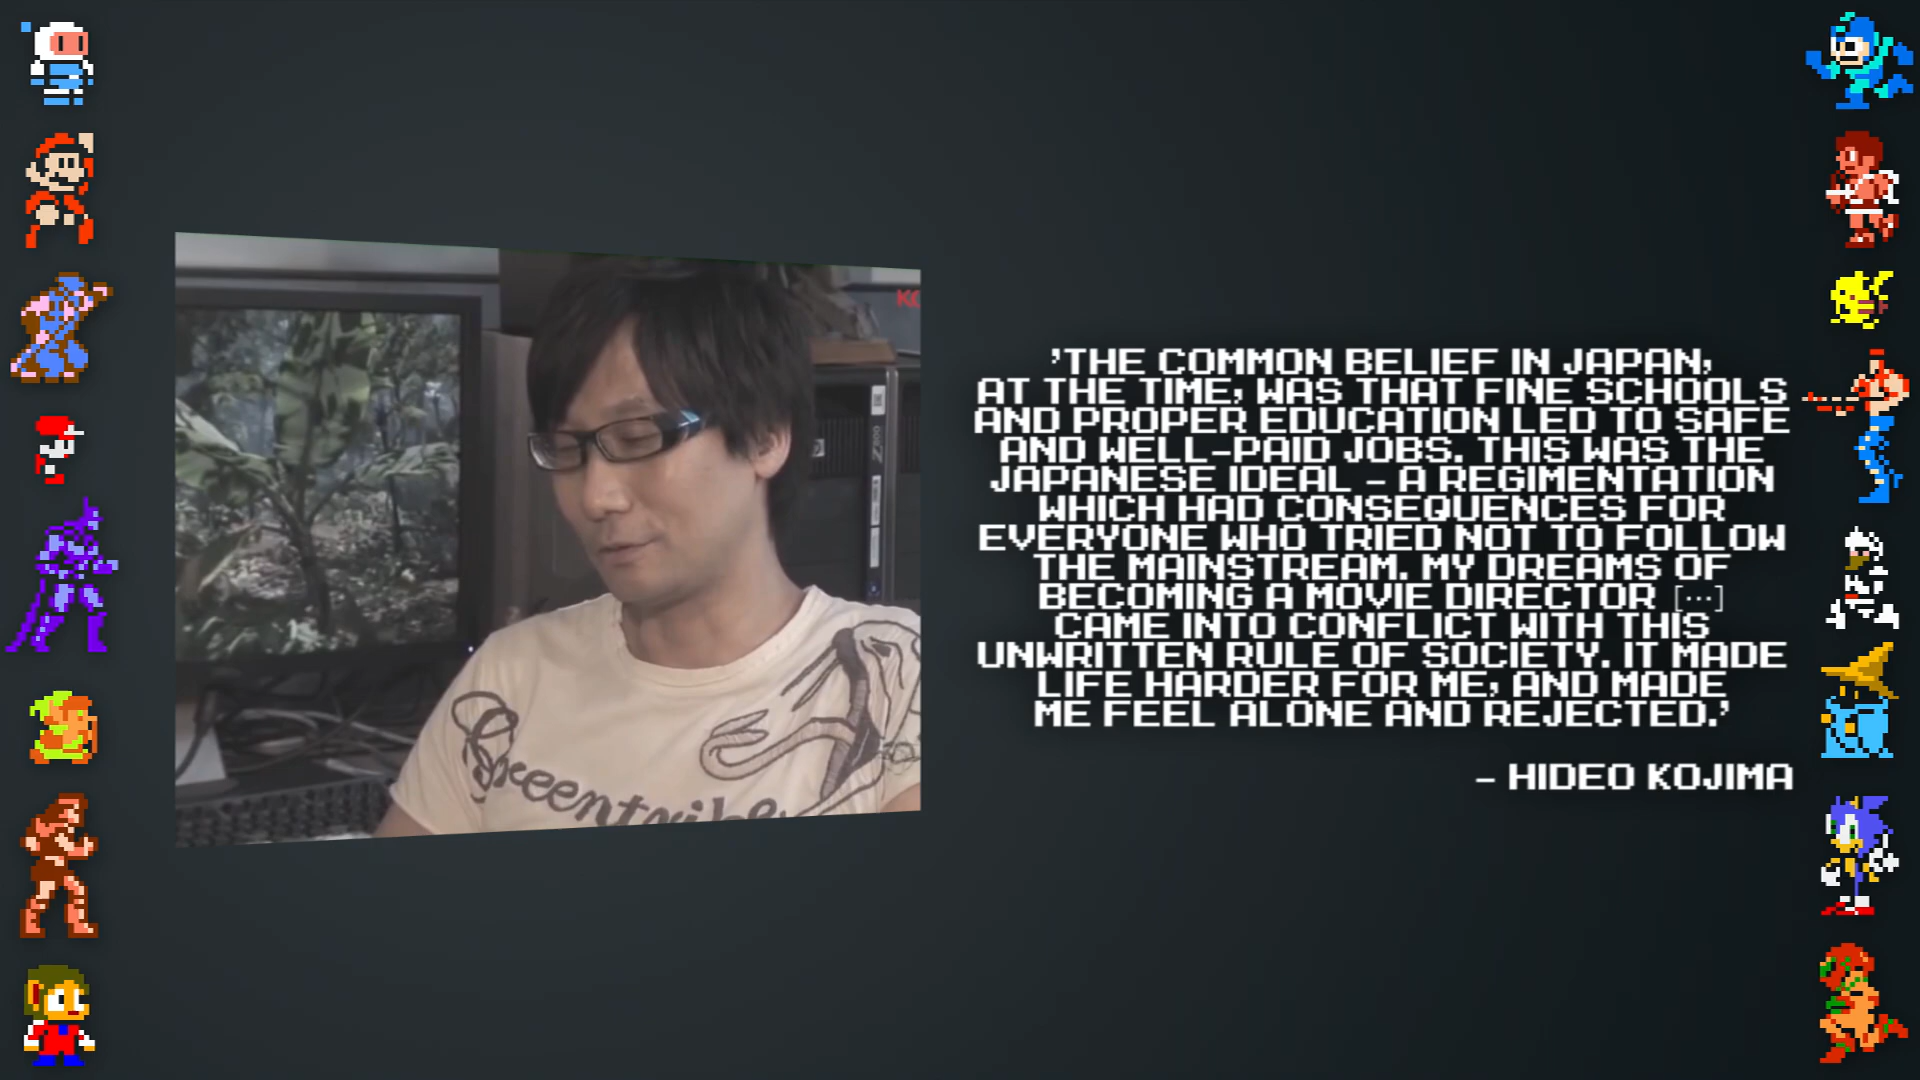 KO
'THE COMMON BELIEF IN JAPAN,
AT THE TIME, WAS THAT FINE SCHOOLS
AND PROPER EDUCATION LED TO SAFE
AND WELL-PAID JOBS. THIS WAS THE
JAPANESE IDEAL - A REGIMENTATION
WHICH HAD CONSEQUENCES FOR
EVERYONE WHO TRIED NOT TO FOLLOW
THE MAINSTREAM. MY DREAMS OF
BECOMING A MOVIE DIRECTOR [...]
CAME INTO CONFLICT WITH THIS
UNWRITTEN RULE OF SOCIETY. IT MADE
LIFE HARDER FOR ME, AND MADE
ME FEEL ALONE AND REJECTED.'
- HIDEO KOJIMA